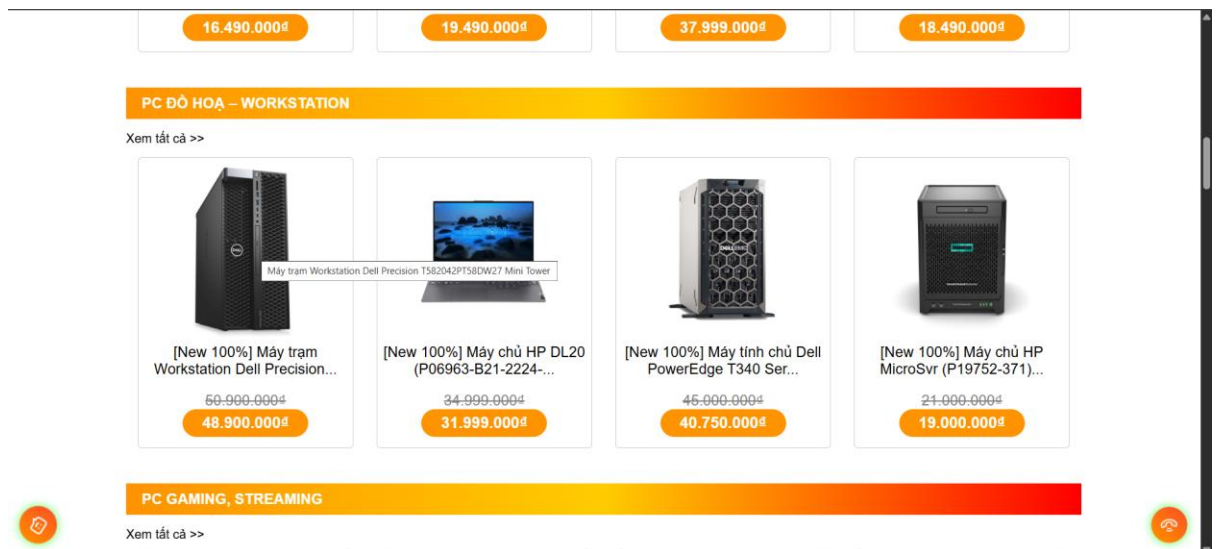 16.490.000₫
19.490.000₫
37.999.000₫
18.490.000₫
PC ĐỒ HOẠ – WORKSTATION
Xem tất cả >>
DELL
DELL EMC
Máy trạm Workstation Dell Precision T582042PT58DW27 Mini Tower
[New 100%] Máy trạm
Workstation Dell Precision...
50.900.000₫
48.900.000₫
[New 100%] Máy chủ HP DL20
(P06963-B21-2224-...
34.999.000₫
31.999.000₫
[New 100%] Máy tính chủ Dell
PowerEdge T340 Ser...
45.000.000₫
40.750.000₫
[New 100%] Máy chủ HP
MicroSvr (P19752-371)...
21.000.000₫
19.000.000₫
PC GAMING, STREAMING
Xem tất cả >>